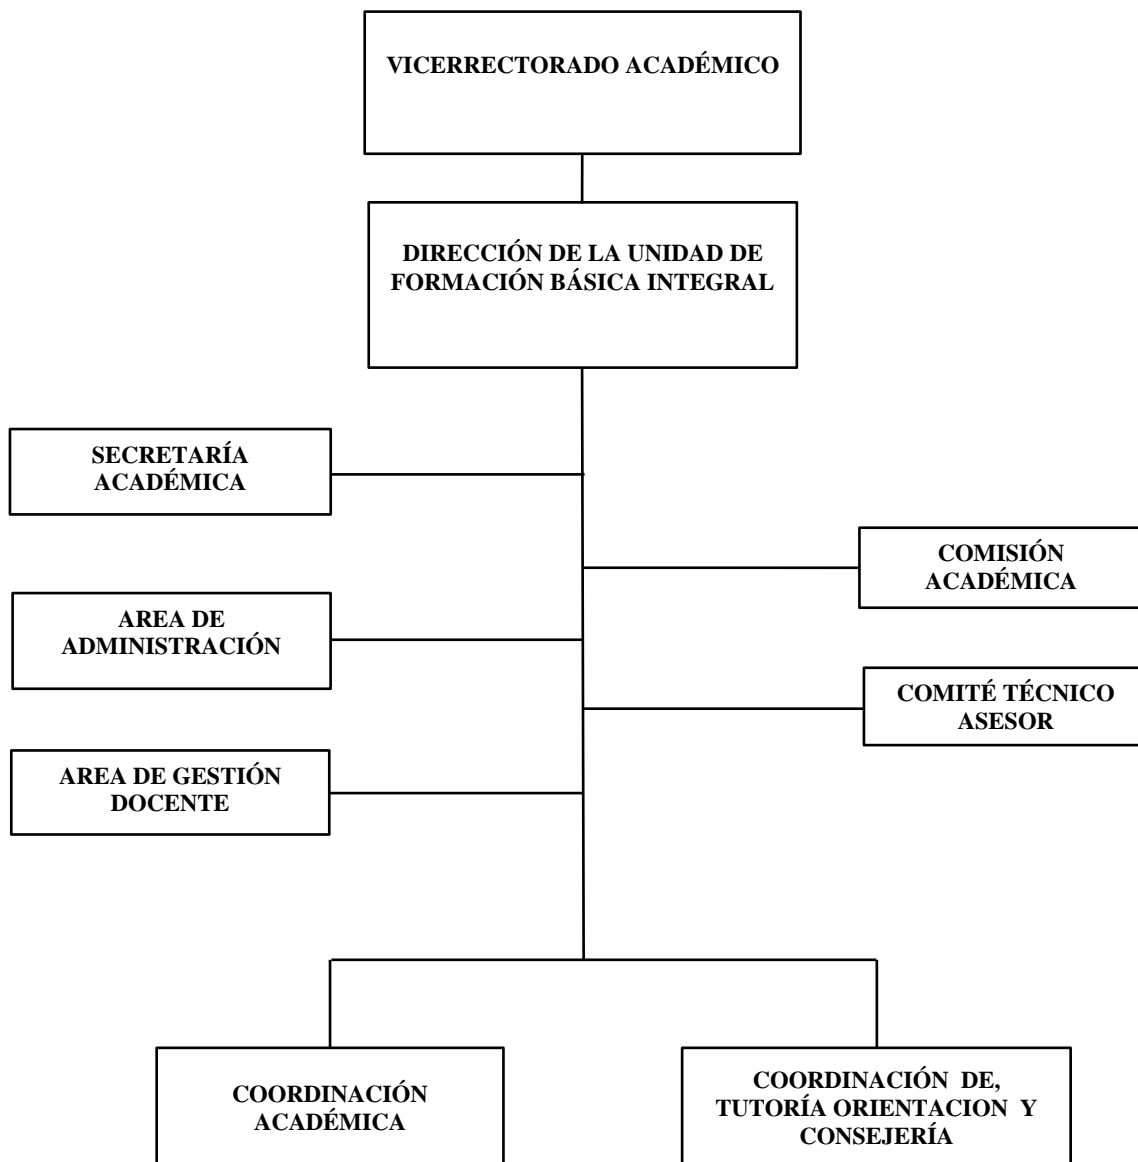 VICERRECTORADO ACADÉMICO
DIRECCIÓN DE LA UNIDAD DE
FORMACIÓN BÁSICA INTEGRAL
SECRETARÍA
ACADÉMICA
COMISIÓN
ACADÉMICA
AREA DE
ADMINISTRACIÓN
COMITÉ TÉCNICO
ASESOR
AREA DE GESTIÓN
DOCENTE
COORDINACIÓN
ACADÉMICA
COORDINACIÓN DE,
TUTORÍA ORIENTACION Y
CONSEJERÍA